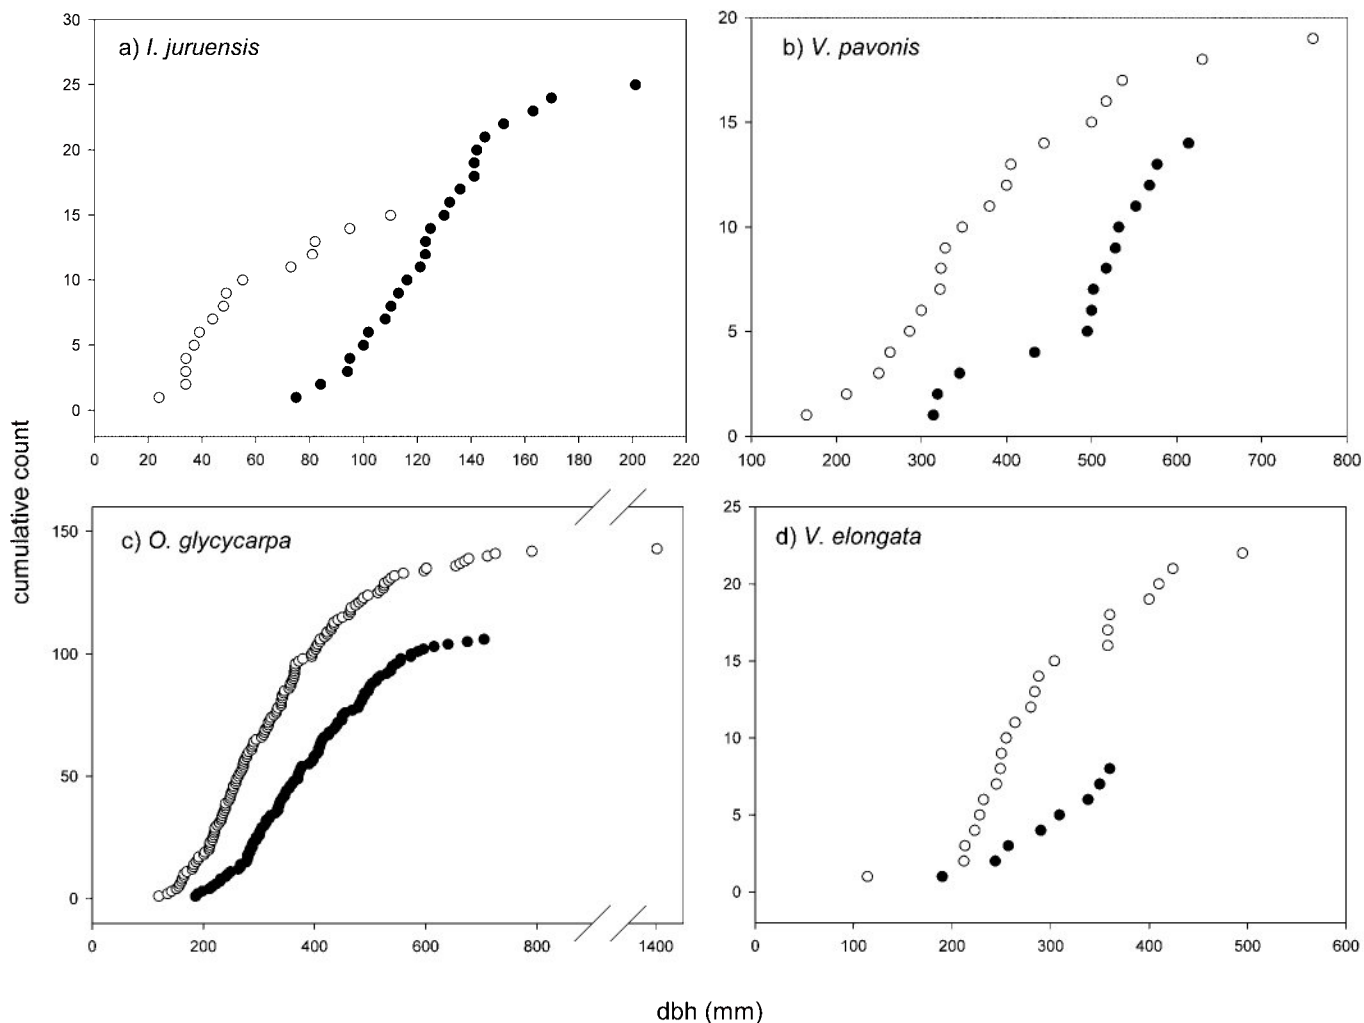 a) I. juruensis
30
25
20
15
10
5
0
0 20 40 60 80 100 120 140 160 180 200 220
b) V. pavonis
20
15
10
5
0
100 200 300 400 500 600 700 800
cumulative count
c) O. glycycarpa
150
100
50
0
0 200 400 600 800 1400
d) V. elongata
25
20
15
10
5
0
0 100 200 300 400 500 600
dbh (mm)